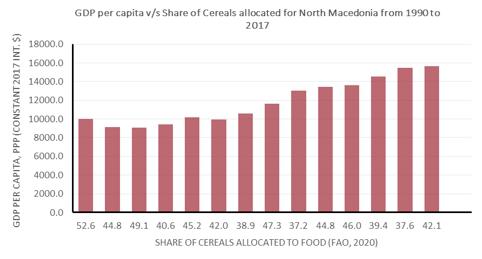 GDP per capita v/s Share of Cereals allocated for North Macedonia from 1990 to
2017
GDP PER CAPITA, PPP (CONSTANT 2017 INT. $)
18000.0
16000.0
14000.0
12000.0
10000.0
8000.0
6000.0
4000.0
2000.0
0.0
52.6 44.8 49.1 40.6 45.2 42.0 38.9 47.3 37.2 44.8 46.0 39.4 37.6 42.1
SHARE OF CEREALS ALLOCATED TO FOOD (FAO, 2020)